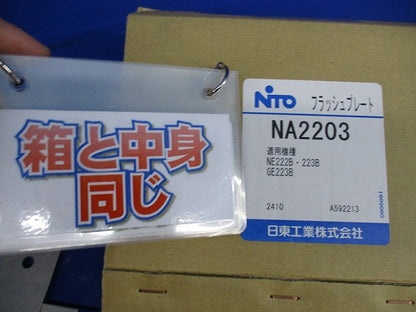 箱と中身
同じ
NITO フラッシュプレート
NA2203
適用機種
NE222B・223B
GE223B
2410 A592213
日東工業株式会社